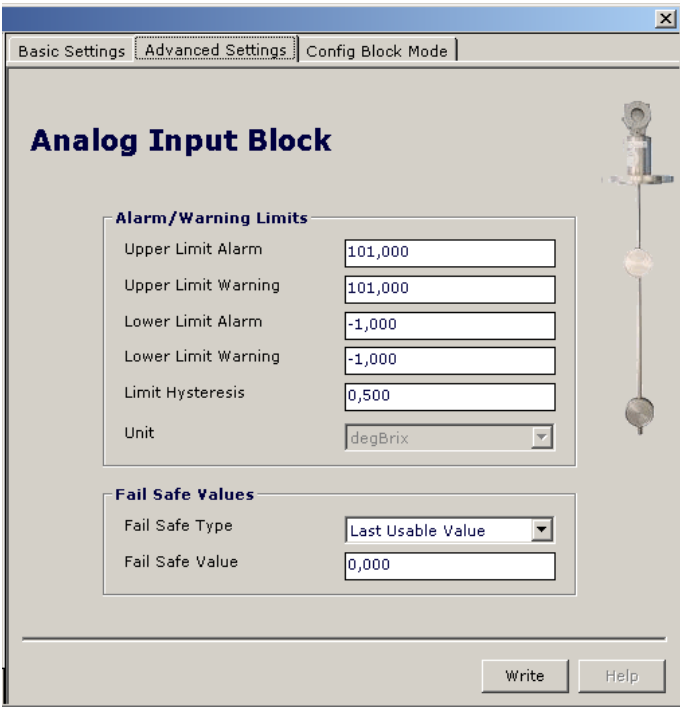 Basic Settings Advanced Settings Config Block Mode
Analog Input Block
Alarm/Warning Limits
Upper Limit Alarm 101,000
Upper Limit Warning 101,000
Lower Limit Alarm -1,000
Lower Limit Warning -1,000
Limit Hysteresis 0,500
Unit degBrix
Fail Safe Values
Fail Safe Type Last Usable Value
Fail Safe Value 0,000
Write Help